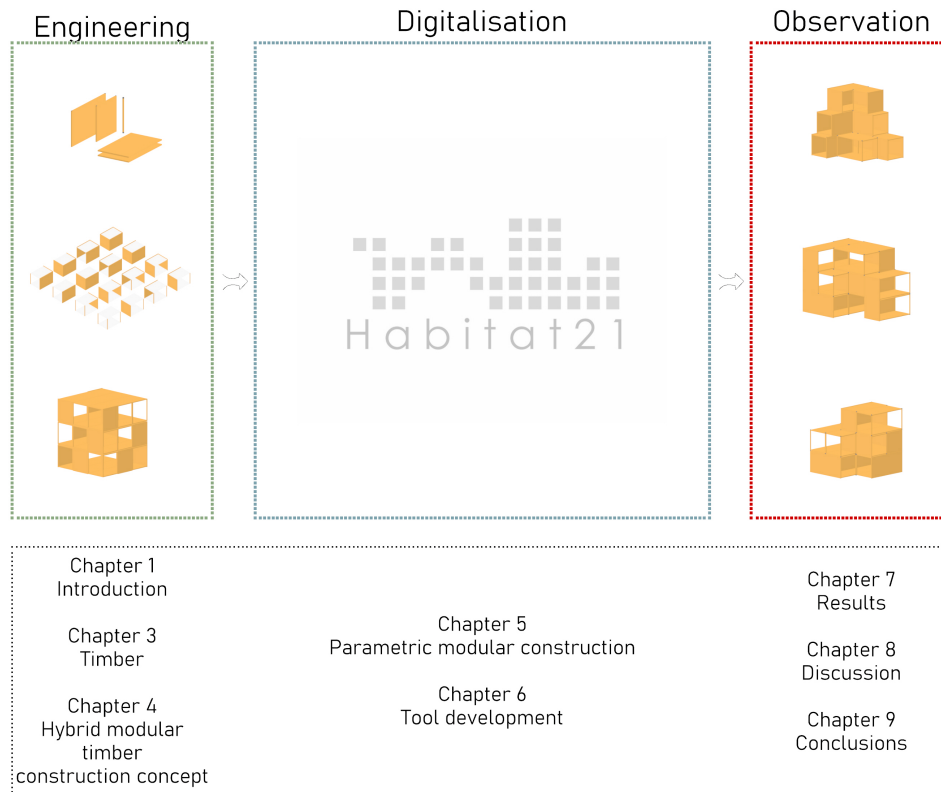 Engineering
Digitalisation
Observation
Habitat21
Chapter 1
Introduction
Chapter 3
Timber
Chapter 4
Hybrid modular
timber
construction concept
Chapter 5
Parametric modular construction
Chapter 6
Tool development
Chapter 7
Results
Chapter 8
Discussion
Chapter 9
Conclusions